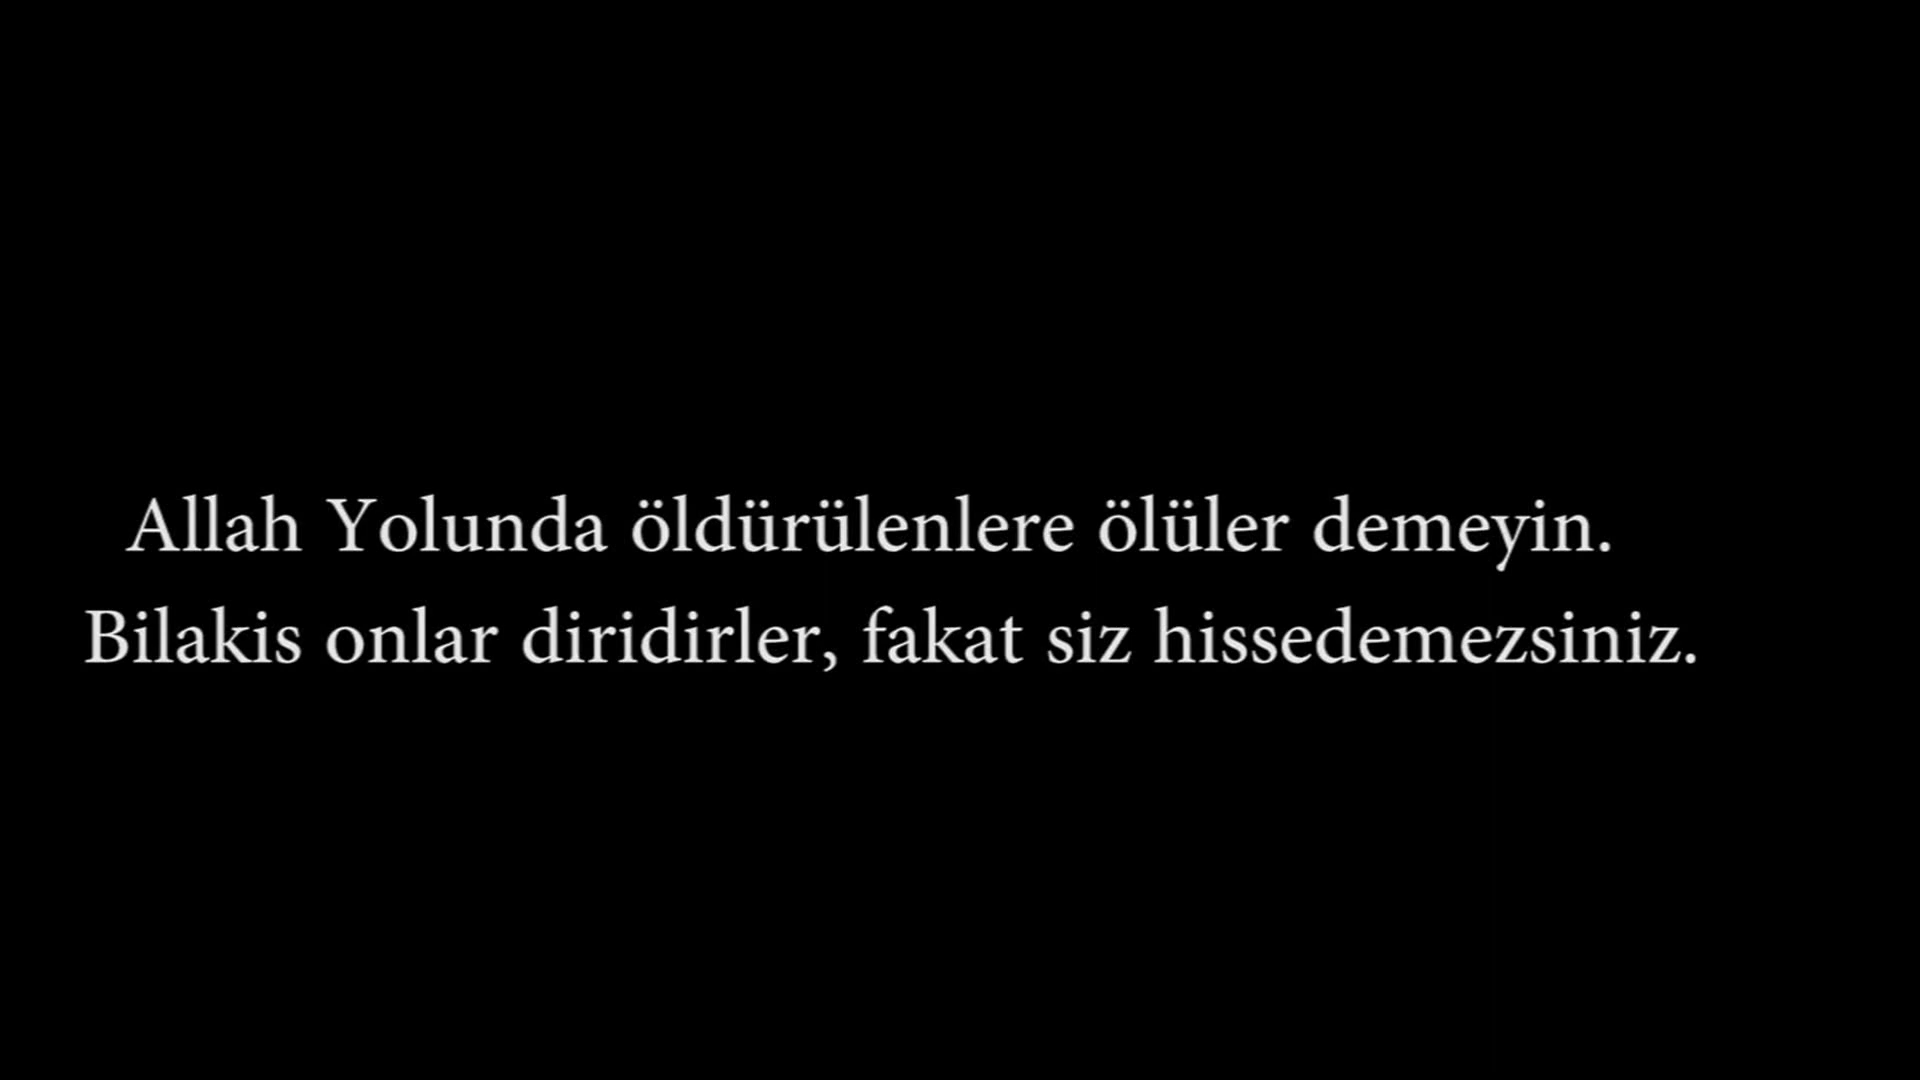 Allah Yolunda öldürülenlere ölüler demeyin.
Bilakis onlar diridirler, fakat siz hissedemezsiniz.